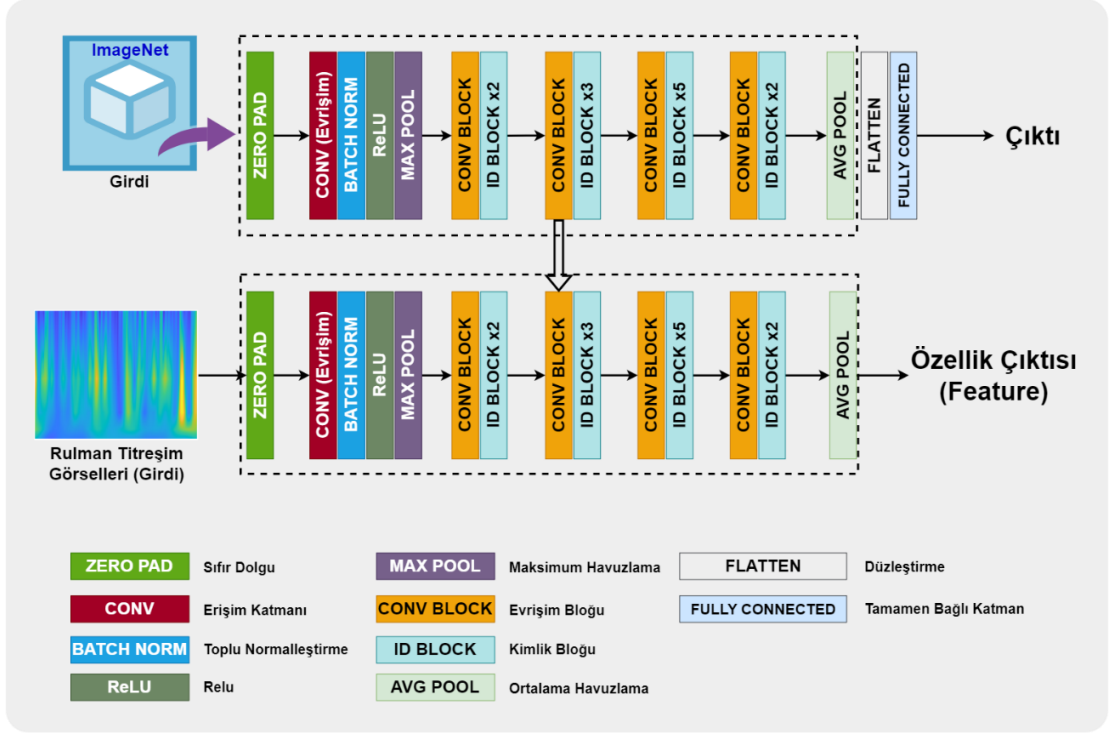 ImageNet
Girdi
ZERO PAD
CONV (Evrişim)
BATCH NORM
ReLU
MAX POOL
CONV BLOCK
ID BLOCK x2
CONV BLOCK
ID BLOCK x3
CONV BLOCK
ID BLOCK x5
CONV BLOCK
ID BLOCK x2
AVG POOL
FLATTEN
FULLY CONNECTED
Çıktı
Rulman Titreşim
Görselleri (Girdi)
ZERO PAD
CONV (Evrişim)
BATCH NORM
ReLU
MAX POOL
CONV BLOCK
ID BLOCK x2
CONV BLOCK
ID BLOCK x3
CONV BLOCK
ID BLOCK x5
CONV BLOCK
ID BLOCK x2
AVG POOL
Özellik Çıktısı
(Feature)
ZERO PAD Sıfır Dolgu
CONV Erişim Katmanı
BATCH NORM Toplu Normalleştirme
ReLU Relu
MAX POOL Maksimum Havuzlama
CONV BLOCK Evrişim Bloğu
ID BLOCK Kimlik Bloğu
AVG POOL Ortalama Havuzlama
FLATTEN Düzleştirme
FULLY CONNECTED Tamamen Bağlı Katman